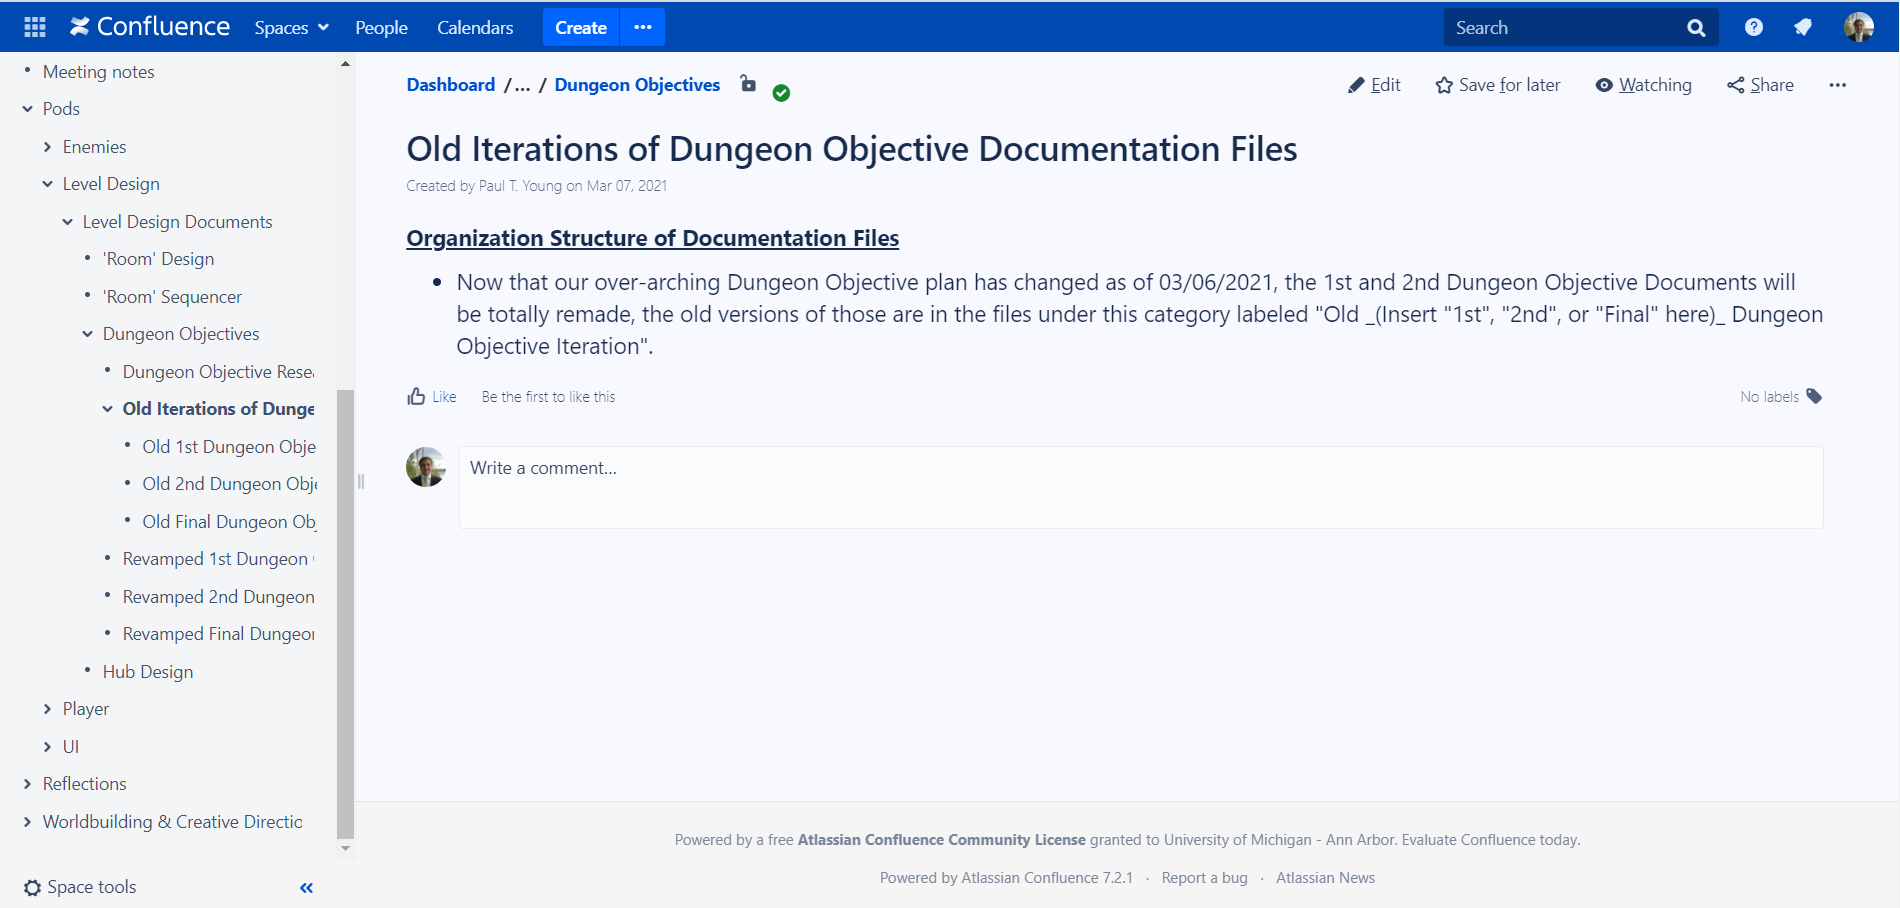 Confluence Spaces People Calendars Create ··· Search
Meeting notes
Pods
Enemies
Level Design
Level Design Documents
'Room' Design
'Room' Sequencer
Dungeon Objectives
Dungeon Objective Rese
Old Iterations of Dunge
Old 1st Dungeon Obje
Old 2nd Dungeon Obj
Old Final Dungeon Ob
Revamped 1st Dungeon
Revamped 2nd Dungeon
Revamped Final Dungeo
Hub Design
Player
UI
Reflections
Worldbuilding & Creative Directio
Space tools
Dashboard /... / Dungeon Objectives
Edit Save for later Watching Share ···
Old Iterations of Dungeon Objective Documentation Files
Created by Paul T. Young on Mar 07, 2021
Organization Structure of Documentation Files
• Now that our over-arching Dungeon Objective plan has changed as of 03/06/2021, the 1st and 2nd Dungeon Objective Documents will
be totally remade, the old versions of those are in the files under this category labeled "Old _(Insert "1st", "2nd", or "Final" here)_ Dungeon
Objective Iteration".
Like Be the first to like this No labels
Write a comment...
Powered by a free Atlassian Confluence Community License granted to University of Michigan - Ann Arbor. Evaluate Confluence today.
Powered by Atlassian Confluence 7.2.1 · Report a bug · Atlassian News